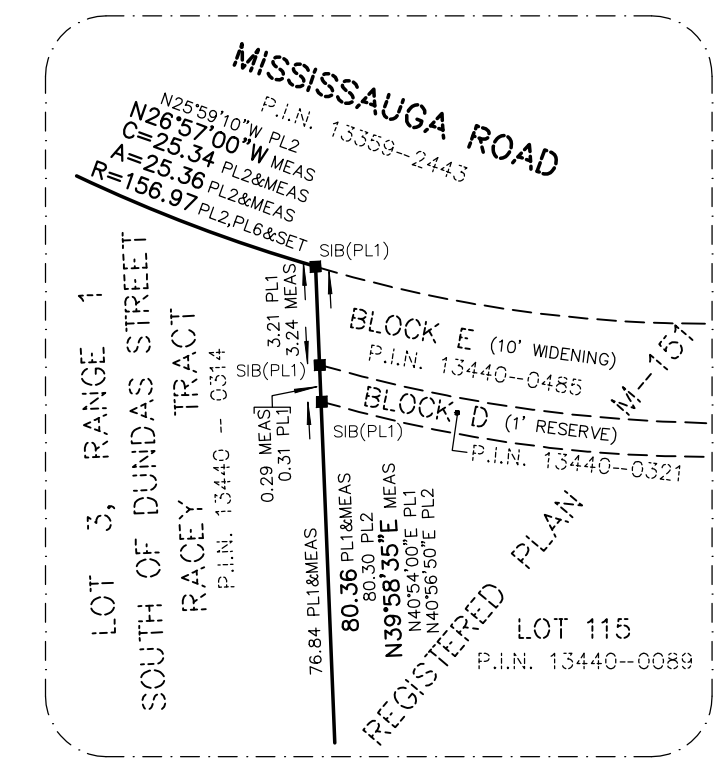 MISSISSAUGA ROAD
P.I.N. 13359--2443
N25°59'10"W PL2
N26°57'00"W MEAS
C=25.34 PL2&MEAS
A=25.36 PL2&MEAS
R=156.97 PL2,PL6&SET
SIB(PL1)
3.21 PL1
3.24 MEAS
BLOCK E (10' WIDENING)
P.I.N. 13440--0485
M-151
SIB(PL1)
BLOCK D (1' RESERVE)
P.I.N. 13440--0321
SIB(PL1)
0.29 MEAS
0.31 PL1
LOT 3, RANGE 1
SOUTH OF DUNDAS STREET
RACEY TRACT
P.I.N. 13440 -- 0314
76.84 PL1&MEAS
80.36 PL1&MEAS
80.30 PL2
N39°58'35"E MEAS
N40°54'00"E PL1
N40°56'50"E PL2
REGISTERED PLAN
LOT 115
P.I.N. 13440--0089